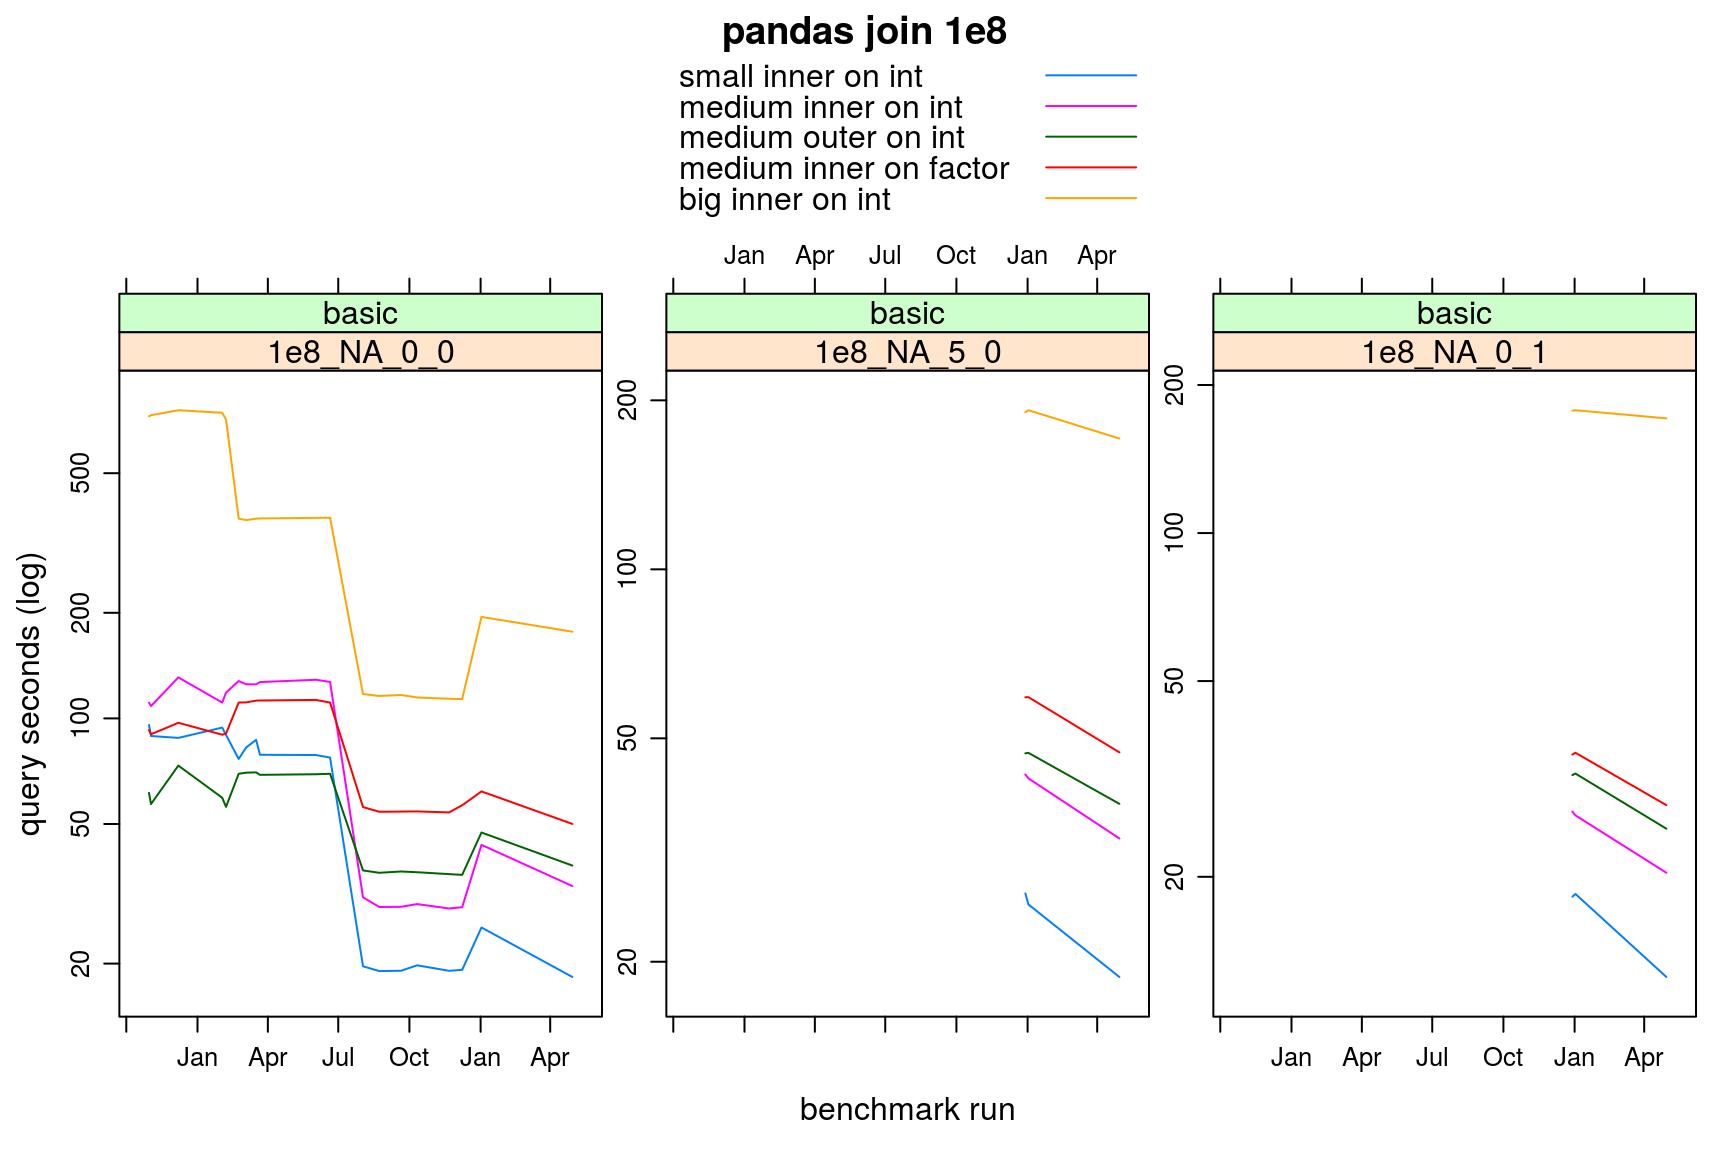 pandas join 1e8
small inner on int
medium inner on int
medium outer on int
medium inner on factor
big inner on int
Jan Apr Jul Oct Jan Apr
basic
1e8_NA_0_0
basic
1e8_NA_5_0
basic
1e8_NA_0_1
query seconds (log)
500
200
100
50
20
200
100
50
20
200
100
50
20
Jan Apr Jul Oct Jan Apr
Jan Apr Jul Oct Jan Apr
benchmark run